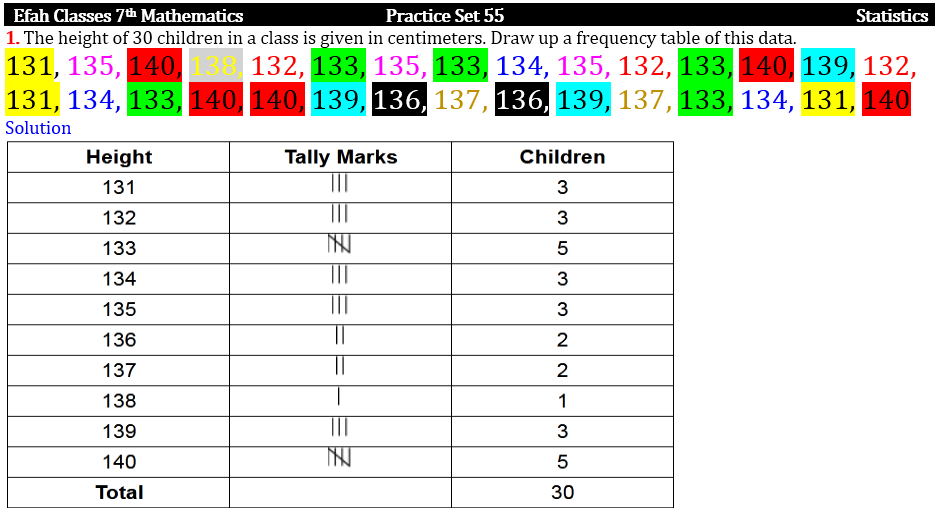 Efah Classes 7th Mathematics Practice Set 55 Statistics
1. The height of 30 children in a class is given in centimeters. Draw up a frequency table of this data.
131, 135, 140, 138, 132, 133, 135, 133, 134, 135, 132, 133, 140, 139, 132,
131, 134, 133, 140, 140, 139, 136, 137, 136, 139, 137, 133, 134, 131, 140
Solution
Height Tally Marks Children
131 ||| 3
132 ||| 3
133 𝍸 5
134 ||| 3
135 ||| 3
136 || 2
137 || 2
138 | 1
139 ||| 3
140 𝍸 5
Total 30